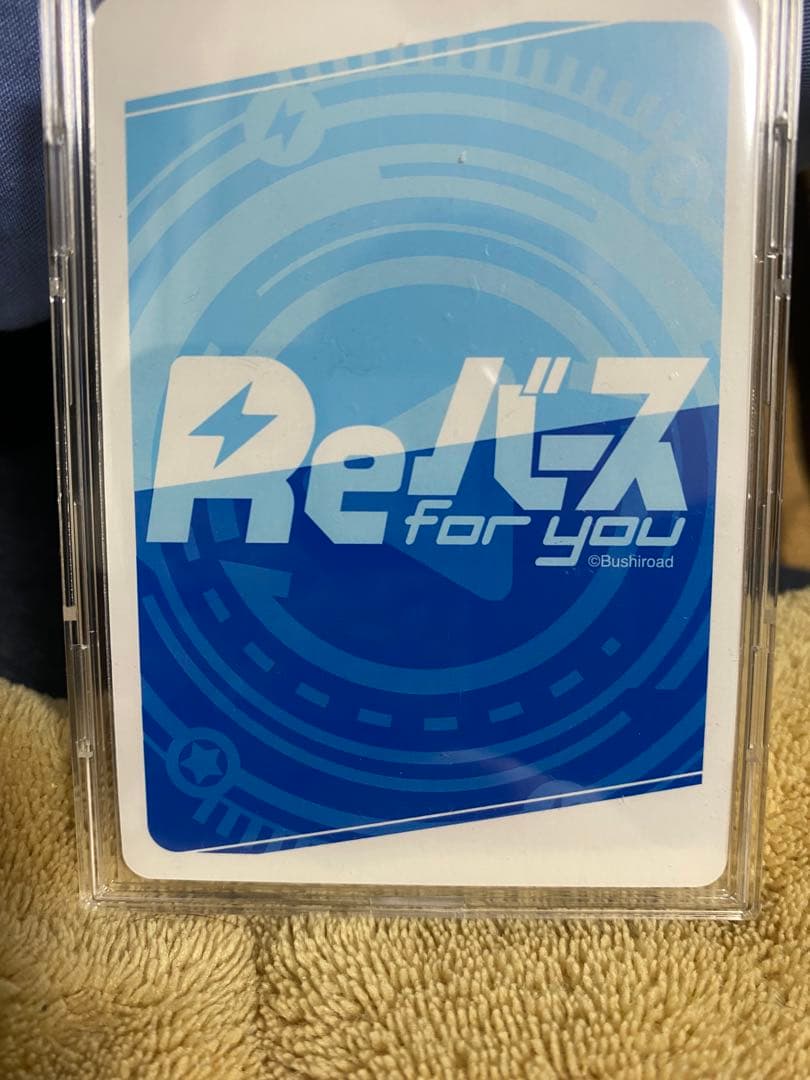 Reバース
for you
©Bushiroad